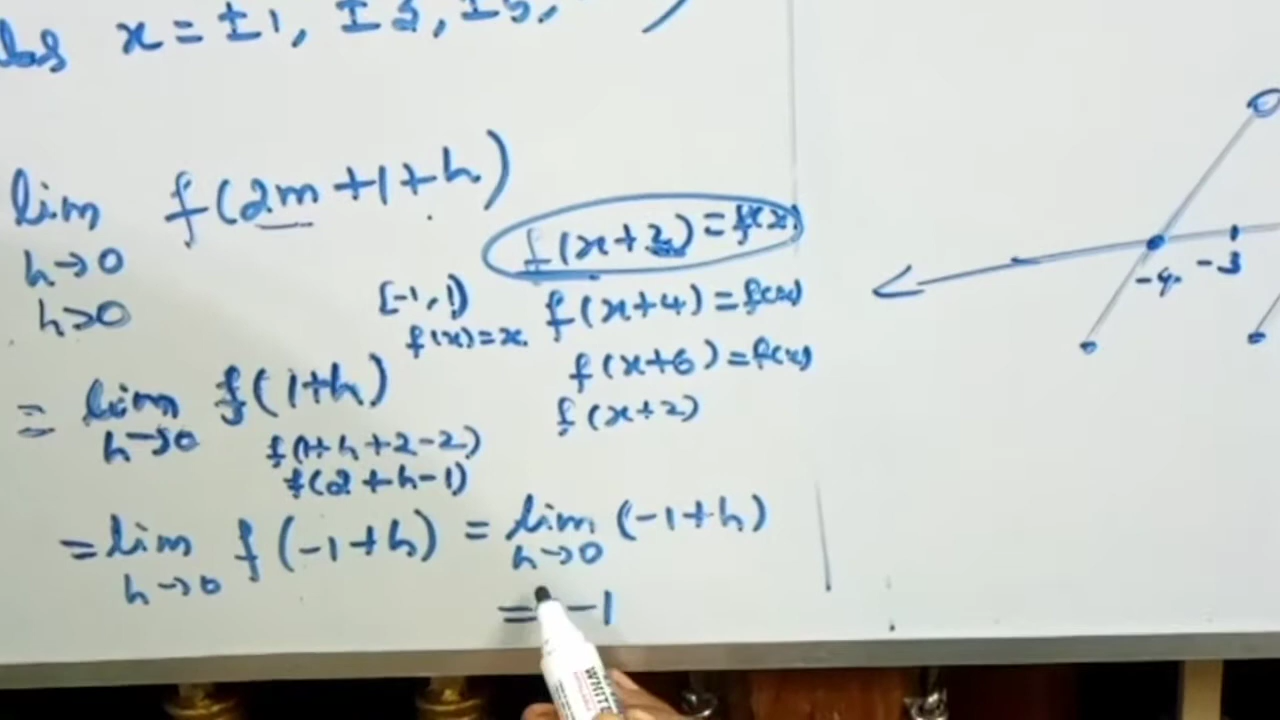 x = ±1, ±3, ±5,
lim f(2m+1+h)
h→0
h>0
f(x+2) = f(x)
[-1, 1)
f(x) = x
f(x+4) = f(x)
f(x+6) = f(x)
f(x+2)
= lim f(1+h)
h→0
f(1+h+2-2)
f(2+h-1)
= lim f(-1+h) = lim (-1+h)
h→0 h→0
= -1
-4 -3
WHITE